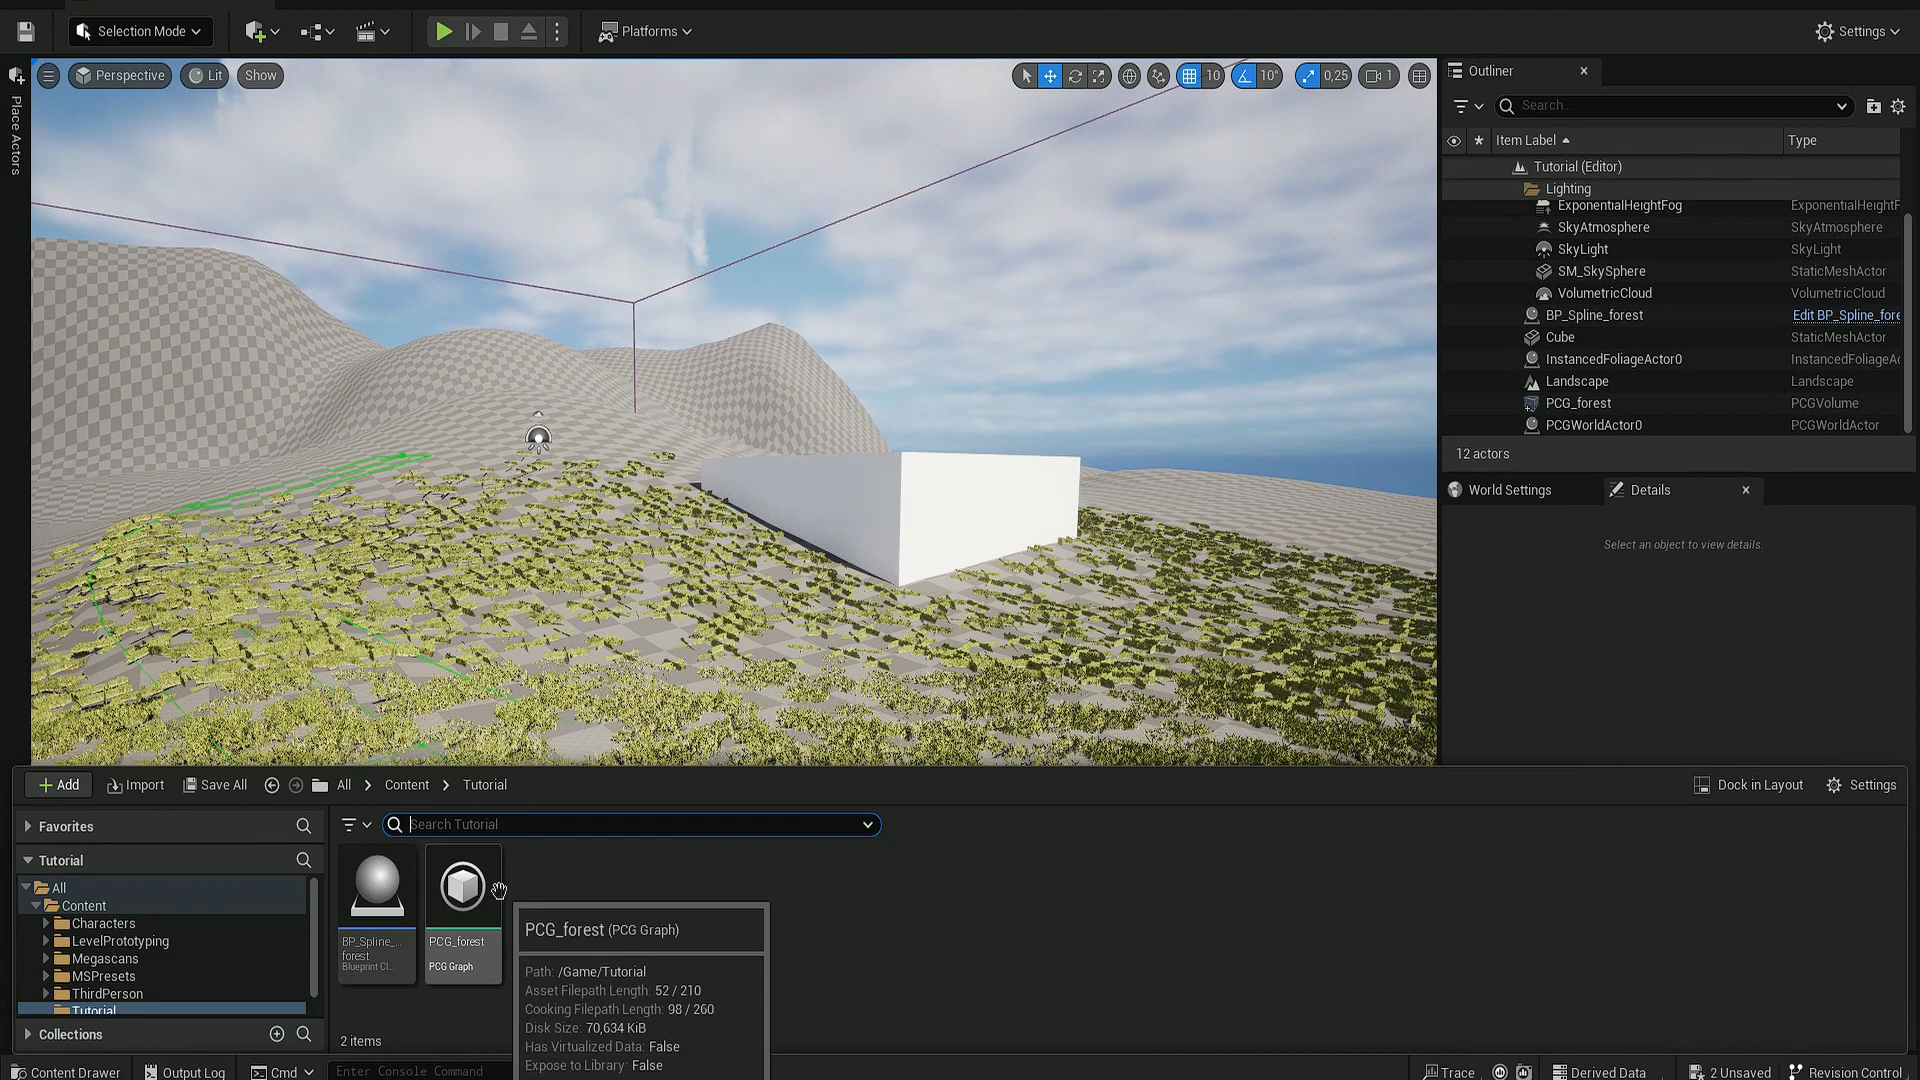 Selection Mode
Platforms
Settings
Perspective
Lit
Show
10
10°
0,25
1
Place Actors
Outliner
Search...
Item Label
Type
Tutorial (Editor)
Lighting
ExponentialHeightFog
ExponentialHeightF
SkyAtmosphere
SkyAtmosphere
SkyLight
SkyLight
SM_SkySphere
StaticMeshActor
VolumetricCloud
VolumetricCloud
BP_Spline_forest
Edit BP_Spline_fore
Cube
StaticMeshActor
InstancedFoliageActor0
InstancedFoliageAc
Landscape
Landscape
PCG_forest
PCGVolume
PCGWorldActor0
PCGWorldActor
12 actors
World Settings
Details
Select an object to view details.
Add
Import
Save All
All
Content
Tutorial
Dock in Layout
Settings
Favorites
Search Tutorial
Tutorial
All
Content
Characters
LevelPrototyping
Megascans
MSPresets
ThirdPerson
Tutorial
Collections
BP_Spline_...
forest
Blueprint Cl...
PCG_forest
PCG Graph
2 items
PCG_forest (PCG Graph)
Path: /Game/Tutorial
Asset Filepath Length: 52 / 210
Cooking Filepath Length: 98 / 260
Disk Size: 70,634 KiB
Has Virtualized Data: False
Expose to Library: False
Content Drawer
Output Log
Cmd
Enter Console Command
Trace
Derived Data
2 Unsaved
Revision Control